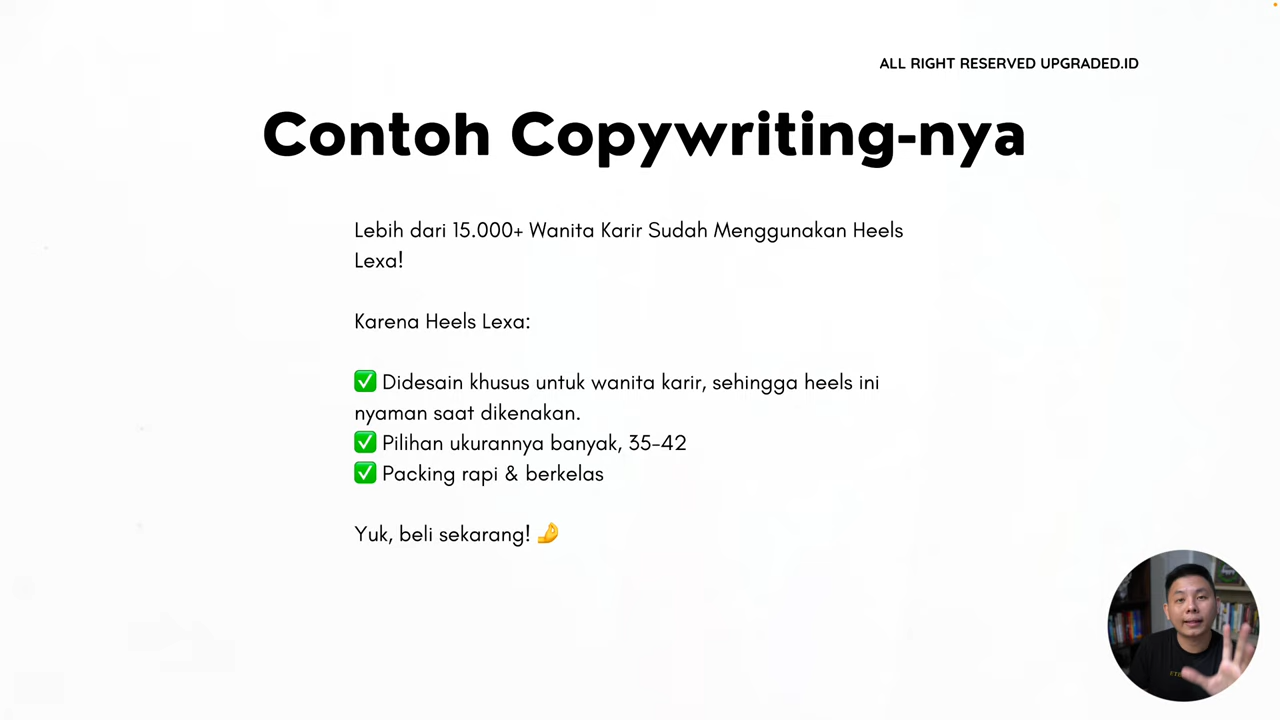 ALL RIGHT RESERVED UPGRADED.ID
Contoh Copywriting-nya
Lebih dari 15.000+ Wanita Karir Sudah Menggunakan Heels
Lexa!
Karena Heels Lexa:
✅ Didesain khusus untuk wanita karir, sehingga heels ini
nyaman saat dikenakan.
✅ Pilihan ukurannya banyak, 35-42
✅ Packing rapi & berkelas
Yuk, beli sekarang! 🤌